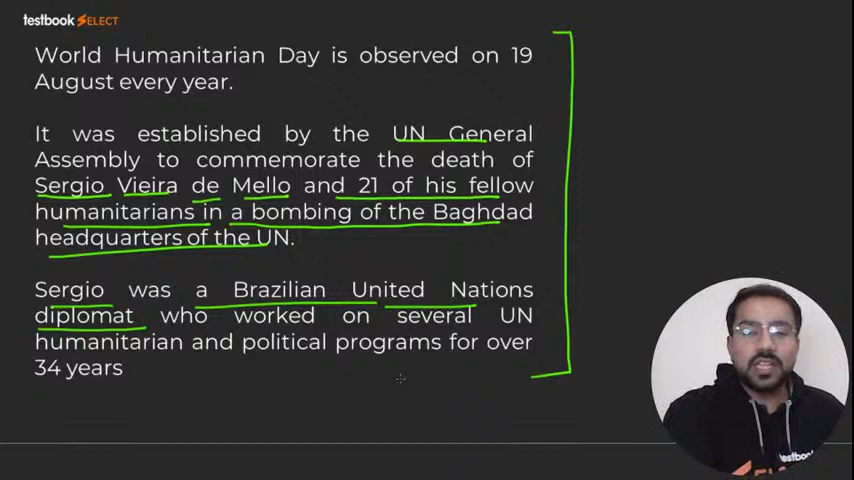 testbook SELECT
World Humanitarian Day is observed on 19
August every year.
It was established by the UN General
Assembly to commemorate the death of
Sergio Vieira de Mello and 21 of his fellow
humanitarians in a bombing of the Baghdad
headquarters of the UN.
Sergio was a Brazilian United Nations
diplomat who worked on several UN
humanitarian and political programs for over
34 years
testbook